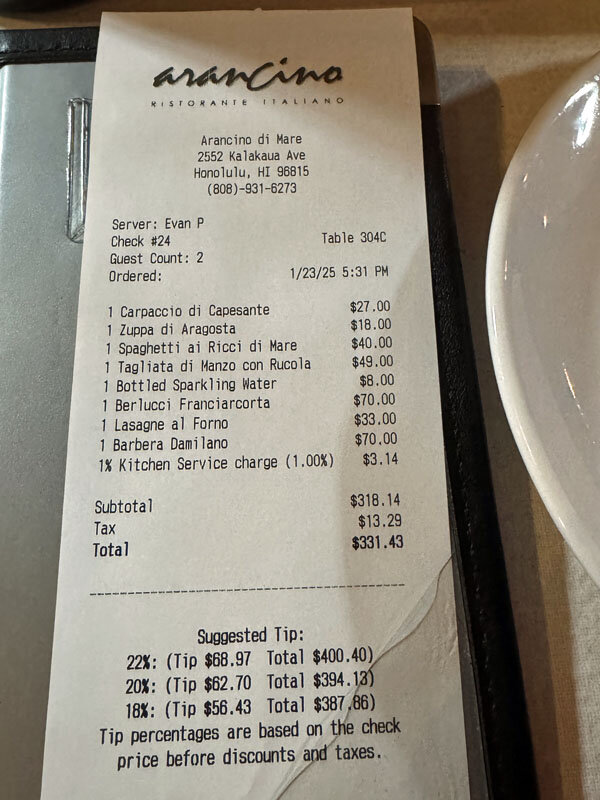 arancino
RISTORANTE ITALIANO
Arancino di Mare
2552 Kalakaua Ave
Honolulu, HI 96815
(808)-931-6273
Server: Evan P
Check #24 Table 304C
Guest Count: 2
Ordered: 1/23/25 5:31 PM
1 Carpaccio di Capesante $27.00
1 Zuppa di Aragosta $18.00
1 Spaghetti ai Ricci di Mare $40.00
1 Tagliata di Manzo con Rucola $49.00
1 Bottled Sparkling Water $8.00
1 Berlucci Franciarcorta $70.00
1 Lasagne al Forno $33.00
1 Barbera Damilano $70.00
1% Kitchen Service charge (1.00%) $3.14
Subtotal $318.14
Tax $13.29
Total $331.43
Suggested Tip:
22%: (Tip $68.97 Total $400.40)
20%: (Tip $62.70 Total $394.13)
18%: (Tip $56.43 Total $387.86)
Tip percentages are based on the check
price before discounts and taxes.